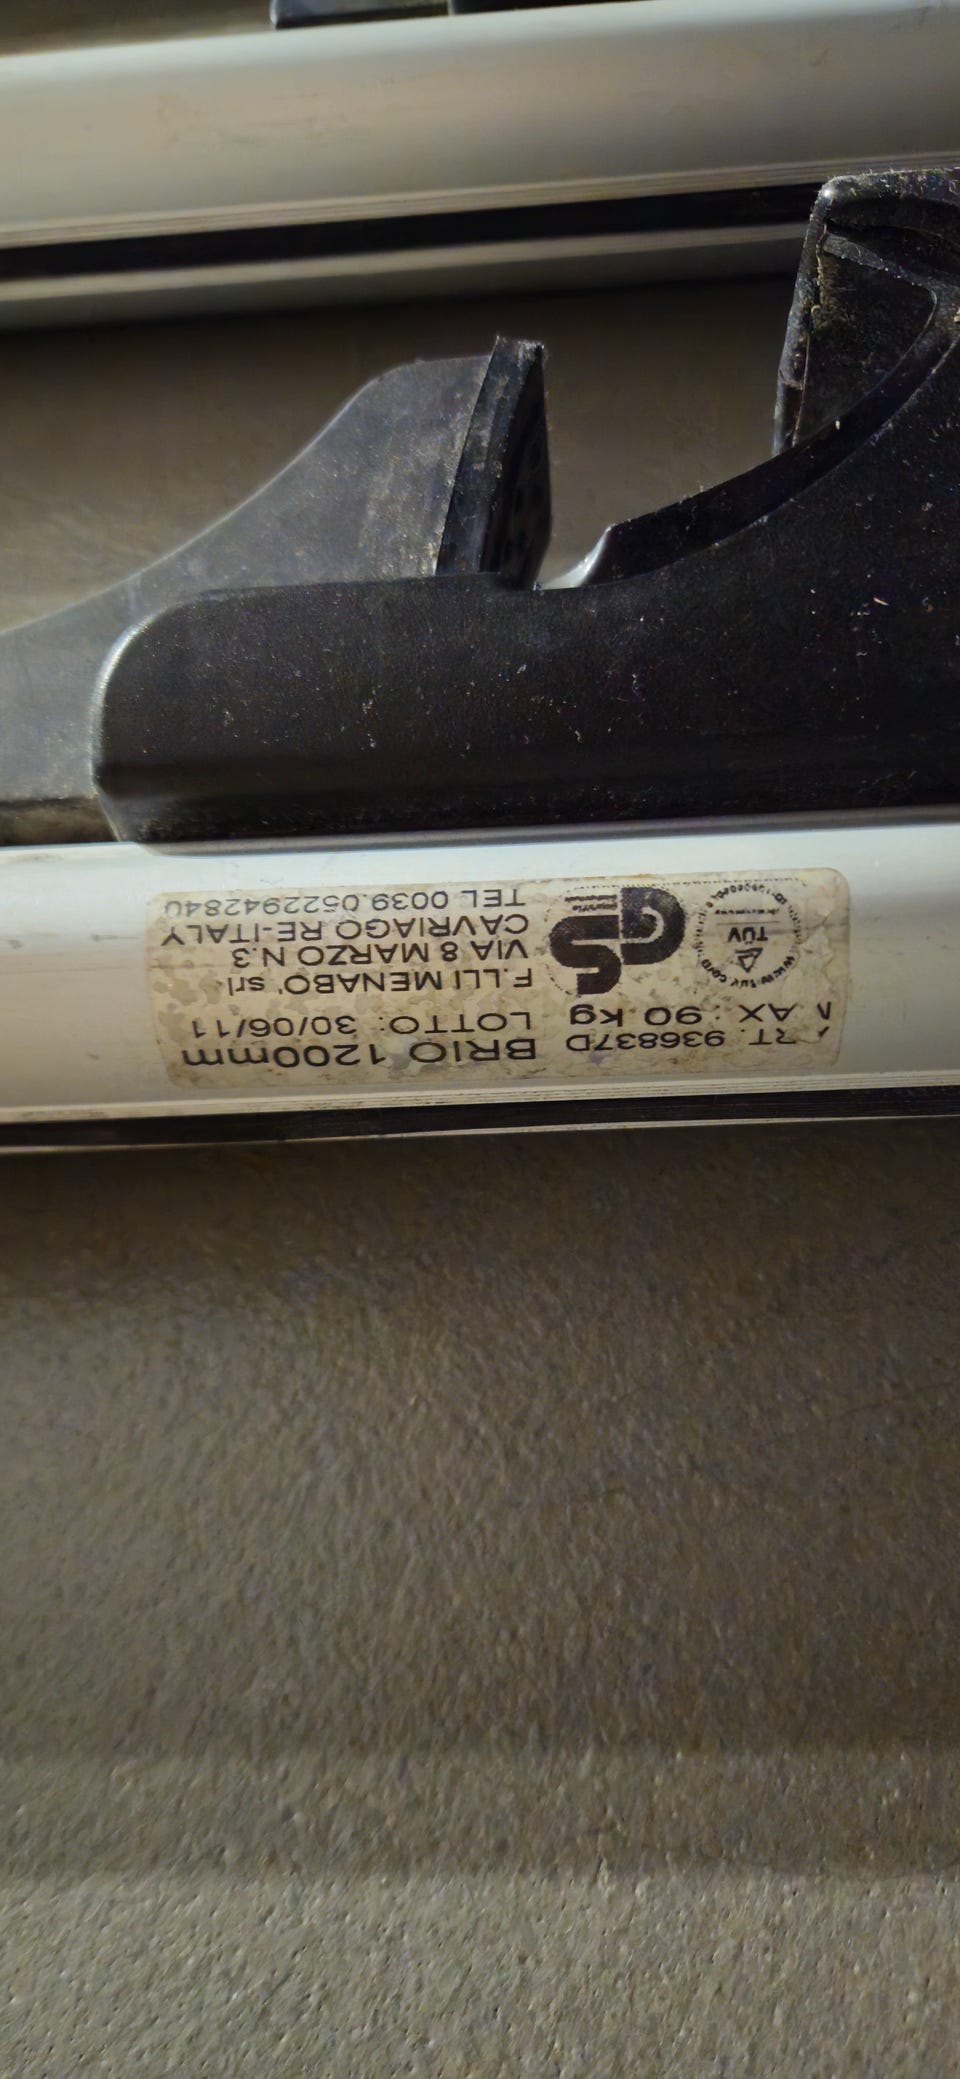 RT. 936837D BRIO 1200mm
AX: 90 kg LOTTO: 30/06/11
F.LLI MENABO' srl
VIA 8 MARZO N.3
CAVRIAGO RE-ITALY
TEL 0039.0522942840
TÜV
GS